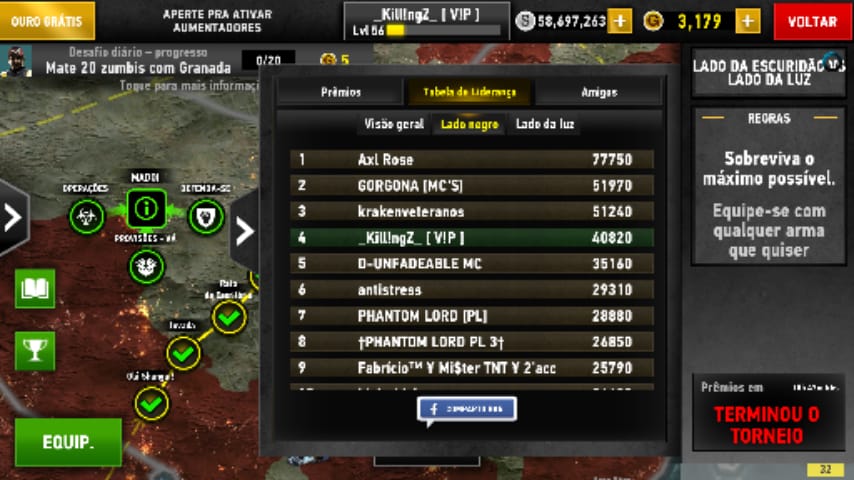 OURO GRÁTIS
APERTE PRA ATIVAR
AUMENTADORES
_Kill!ngZ_ [ V!P ]
Lvl
S 58,697,263 +
G 3,179 +
VOLTAR
Desafio diário – progresso
Mate 20 zumbis com Granada
0/20
G 5
Toque para mais informaçi
Prêmios
Tabela de Liderança
Amigos
Visão geral
Lado negro
Lado da luz
1 Axl Rose 77750
2 GORGONA [MC'S] 51970
3 krakenveteranos 51240
4 _Kill!ngZ_ [ V!P ] 40820
5 D-UNFADEABLE MC 35160
6 antistress 29310
7 PHANTOM LORD [PL] 28880
8 †PHANTOM LORD PL 3† 26850
9 Fabrício™ ¥ Mi$ter TNT ¥ 2'acc 25790
f COMPARTILHAR
LADO DA ESCURIDÃO VS
LADO DA LUZ
REGRAS
Sobreviva o
máximo possível.
Equipe-se com
qualquer arma
que quiser
Prêmios em
TERMINOU O
TORNEIO
OPERAÇÕES
MADDI
DEFENDA-SE
PROVISÕES - VÁ
EQUIP.
32